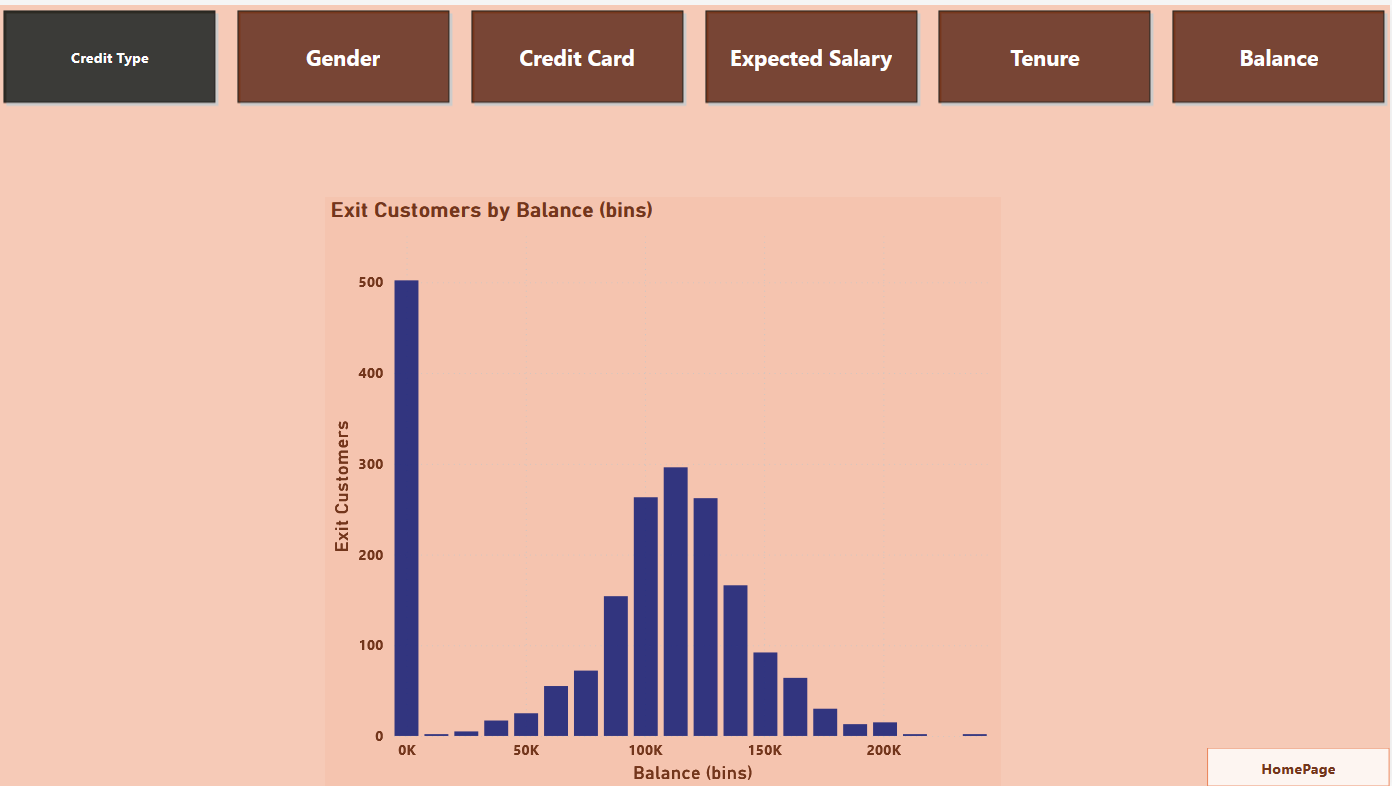 Credit Type
Gender
Credit Card
Expected Salary
Tenure
Balance
Exit Customers by Balance (bins)
500
400
300
200
100
0
Exit Customers
0K
50K
100K
150K
200K
Balance (bins)
HomePage